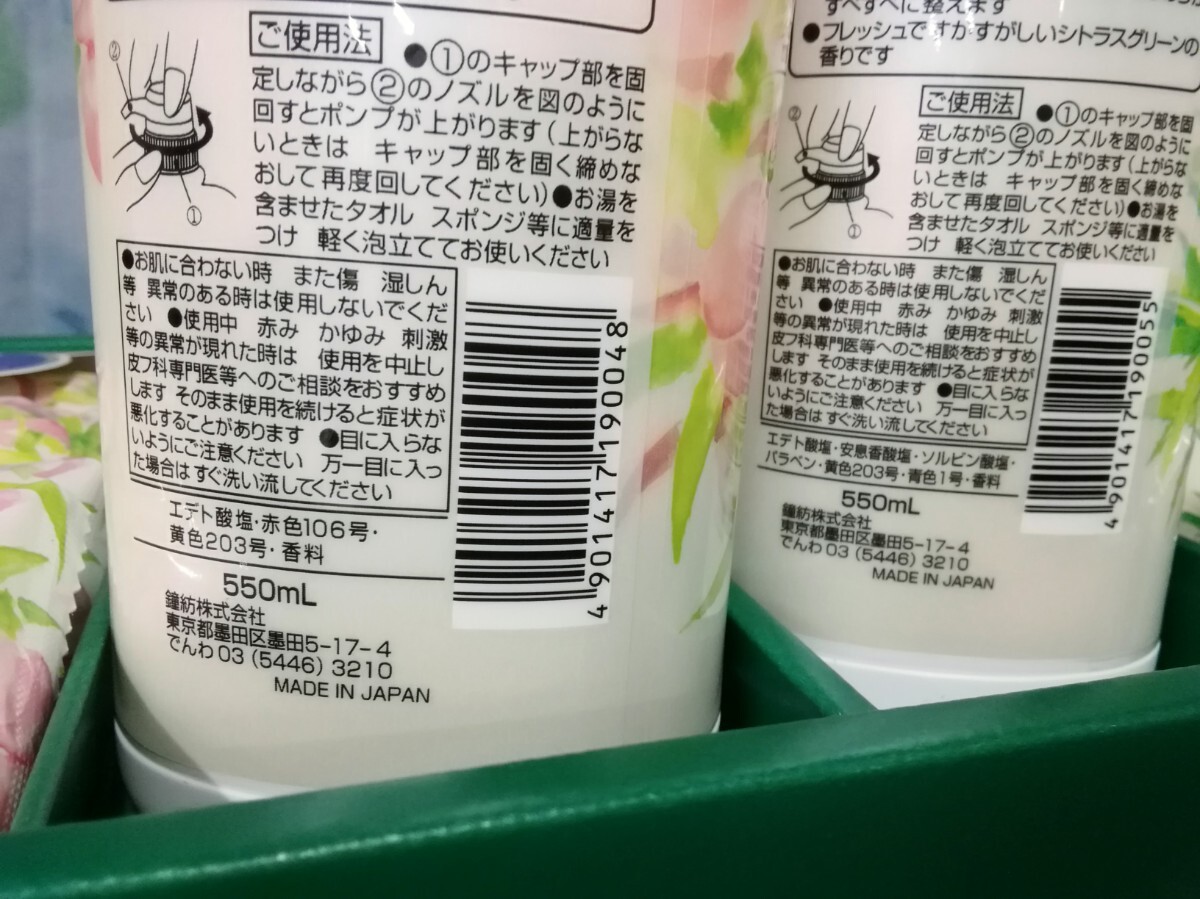 ご使用法
●①のキャップ部を固
定しながら②のノズルを図のように
回すとポンプが上がります(上がらな
いときは キャップ部を固く締めな
おして再度回してください)●お湯を
含ませたタオル スポンジ等に適量を
つけ 軽く泡立ててお使いください
②
①
●お肌に合わない時 また傷 湿しん
等 異常のある時は使用しないでくだ
さい ●使用中 赤み かゆみ 刺激
等の異常が現れた時は 使用を中止し
皮フ科専門医等へのご相談をおすすめ
します そのまま使用を続けると症状が
悪化することがあります ●目に入らな
いようにご注意ください 万一目に入っ
た場合は すぐ洗い流してください
エデト酸塩・赤色106号・
黄色203号・香料
550mL
鐘紡株式会社
東京都墨田区墨田5-17-4
でんわ 03 (5446) 3210
MADE IN JAPAN
4901417190048
すべすべに整えます
●フレッシュですがすがしいシトラスグリーンの
香りです
ご使用法
●①のキャップ部を固
定しながら②のノズルを図のように
回すとポンプが上がります(上がらな
いときは キャップ部を固く締めな
おして再度回してください)●お湯を
含ませたタオル スポンジ等に適量を
つけ 軽く泡立ててお使いください
②
①
●お肌に合わない時 また傷 湿しん
等 異常のある時は使用しないでくだ
さい ●使用中 赤み かゆみ 刺激
等の異常が現れた時は 使用を中止し
皮フ科専門医等へのご相談をおすすめ
します そのまま使用を続けると症状が
悪化することがあります ●目に入らな
いようにご注意ください 万一目に入っ
た場合は すぐ洗い流してください
エデト酸塩・安息香酸塩・ソルビン酸塩・
パラベン・黄色203号・青色1号・香料
550mL
鐘紡株式会社
東京都墨田区墨田5-17-4
でんわ 03 (5446) 3210
MADE IN JAPAN
4901417190055